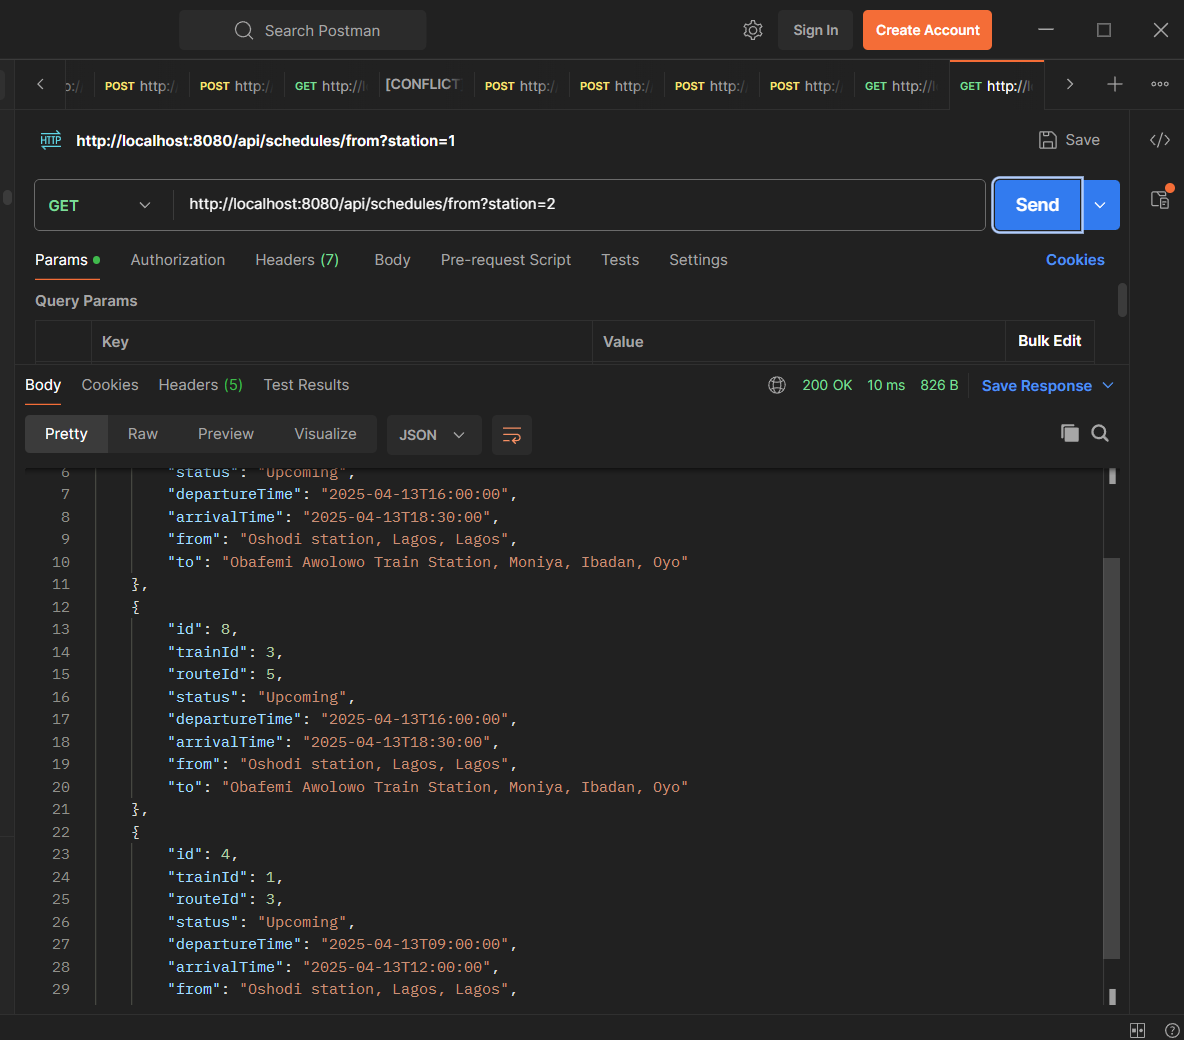 Search Postman
Sign In
Create Account
POST http:/
POST http:/
GET http://
[CONFLICT
POST http:/
POST http:/
POST http:/
POST http:/
GET http://
GET http://
HTTP
http://localhost:8080/api/schedules/from?station=1
Save
</>
GET
http://localhost:8080/api/schedules/from?station=2
Send
Params
Authorization
Headers (7)
Body
Pre-request Script
Tests
Settings
Cookies
Query Params
Key
Value
Bulk Edit
Body
Cookies
Headers (5)
Test Results
200 OK
10 ms
826 B
Save Response
Pretty
Raw
Preview
Visualize
JSON
6 "status": "Upcoming",
7 "departureTime": "2025-04-13T16:00:00",
8 "arrivalTime": "2025-04-13T18:30:00",
9 "from": "Oshodi station, Lagos, Lagos",
10 "to": "Obafemi Awolowo Train Station, Moniya, Ibadan, Oyo"
11 },
12 {
13 "id": 8,
14 "trainId": 3,
15 "routeId": 5,
16 "status": "Upcoming",
17 "departureTime": "2025-04-13T16:00:00",
18 "arrivalTime": "2025-04-13T18:30:00",
19 "from": "Oshodi station, Lagos, Lagos",
20 "to": "Obafemi Awolowo Train Station, Moniya, Ibadan, Oyo"
21 },
22 {
23 "id": 4,
24 "trainId": 1,
25 "routeId": 3,
26 "status": "Upcoming",
27 "departureTime": "2025-04-13T09:00:00",
28 "arrivalTime": "2025-04-13T12:00:00",
29 "from": "Oshodi station, Lagos, Lagos",